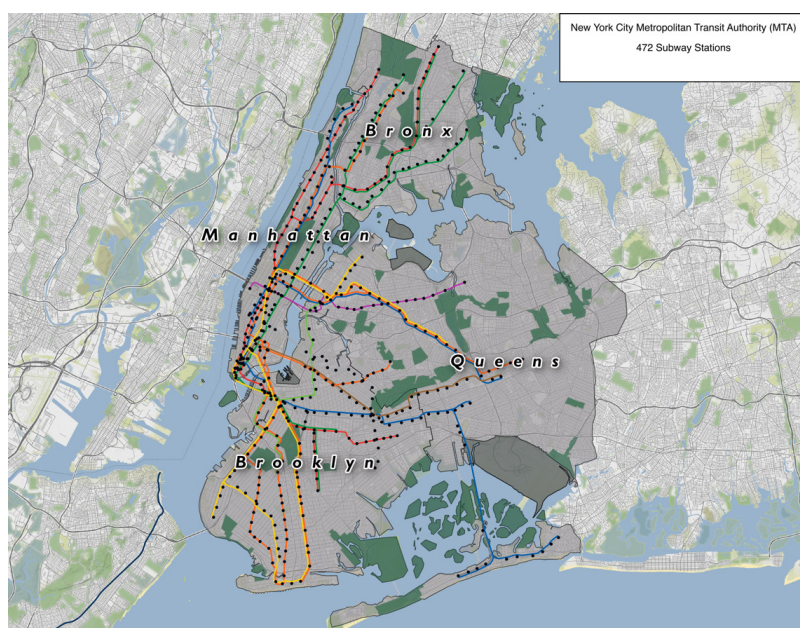 New York City Metropolitan Transit Authority (MTA)
472 Subway Stations
Bronx
Manhattan
Queens
Brooklyn